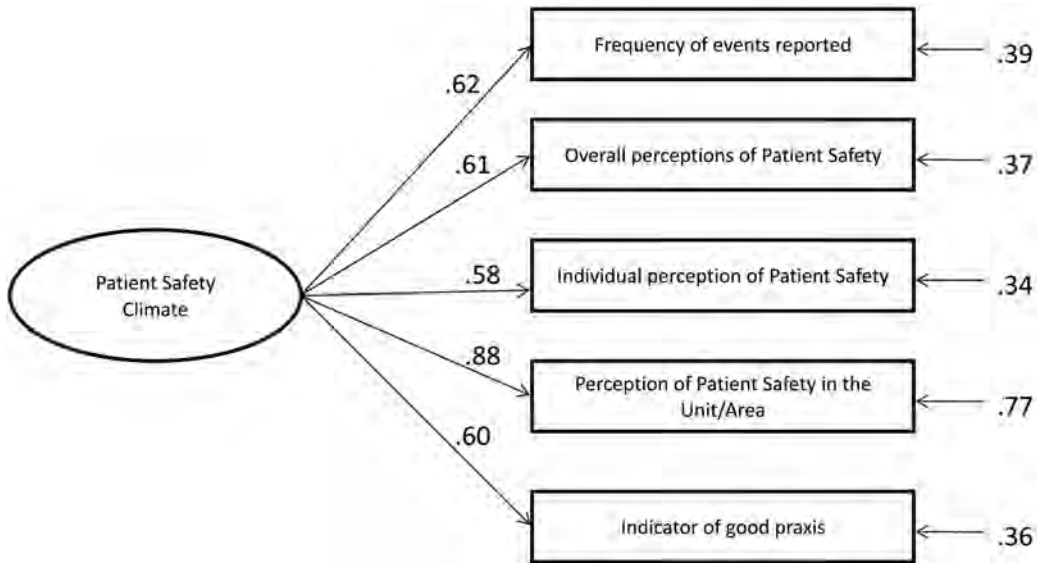 Frequency of events reported
.39
.62
Overall perceptions of Patient Safety
.37
.61
Patient Safety
Climate
Individual perception of Patient Safety
.34
.58
.88
Perception of Patient Safety in the
Unit/Area
.77
.60
Indicator of good praxis
.36